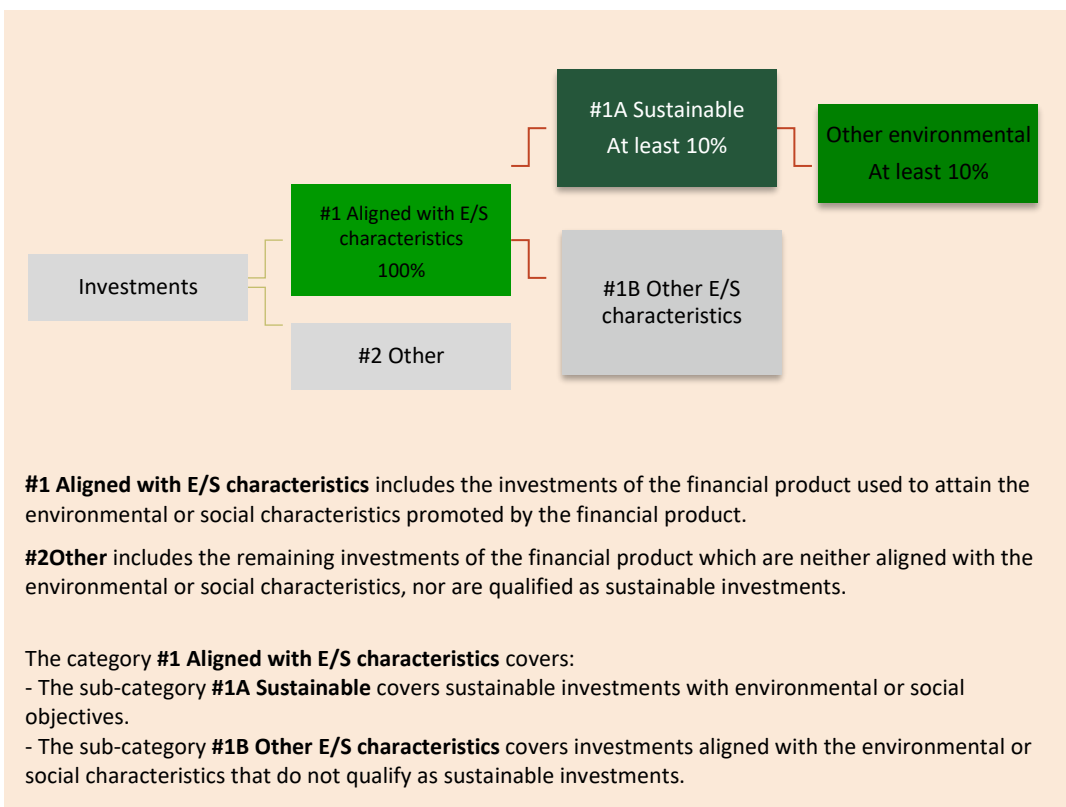 #1A Sustainable
At least 10%
Other environmental
At least 10%
#1 Aligned with E/S
characteristics
100%
Investments
#1B Other E/S
characteristics
#2 Other
#1 Aligned with E/S characteristics includes the investments of the financial product used to attain the
environmental or social characteristics promoted by the financial product.
#2Other includes the remaining investments of the financial product which are neither aligned with the
environmental or social characteristics, nor are qualified as sustainable investments.
The category #1 Aligned with E/S characteristics covers:
- The sub-category #1A Sustainable covers sustainable investments with environmental or social
objectives.
- The sub-category #1B Other E/S characteristics covers investments aligned with the environmental or
social characteristics that do not qualify as sustainable investments.